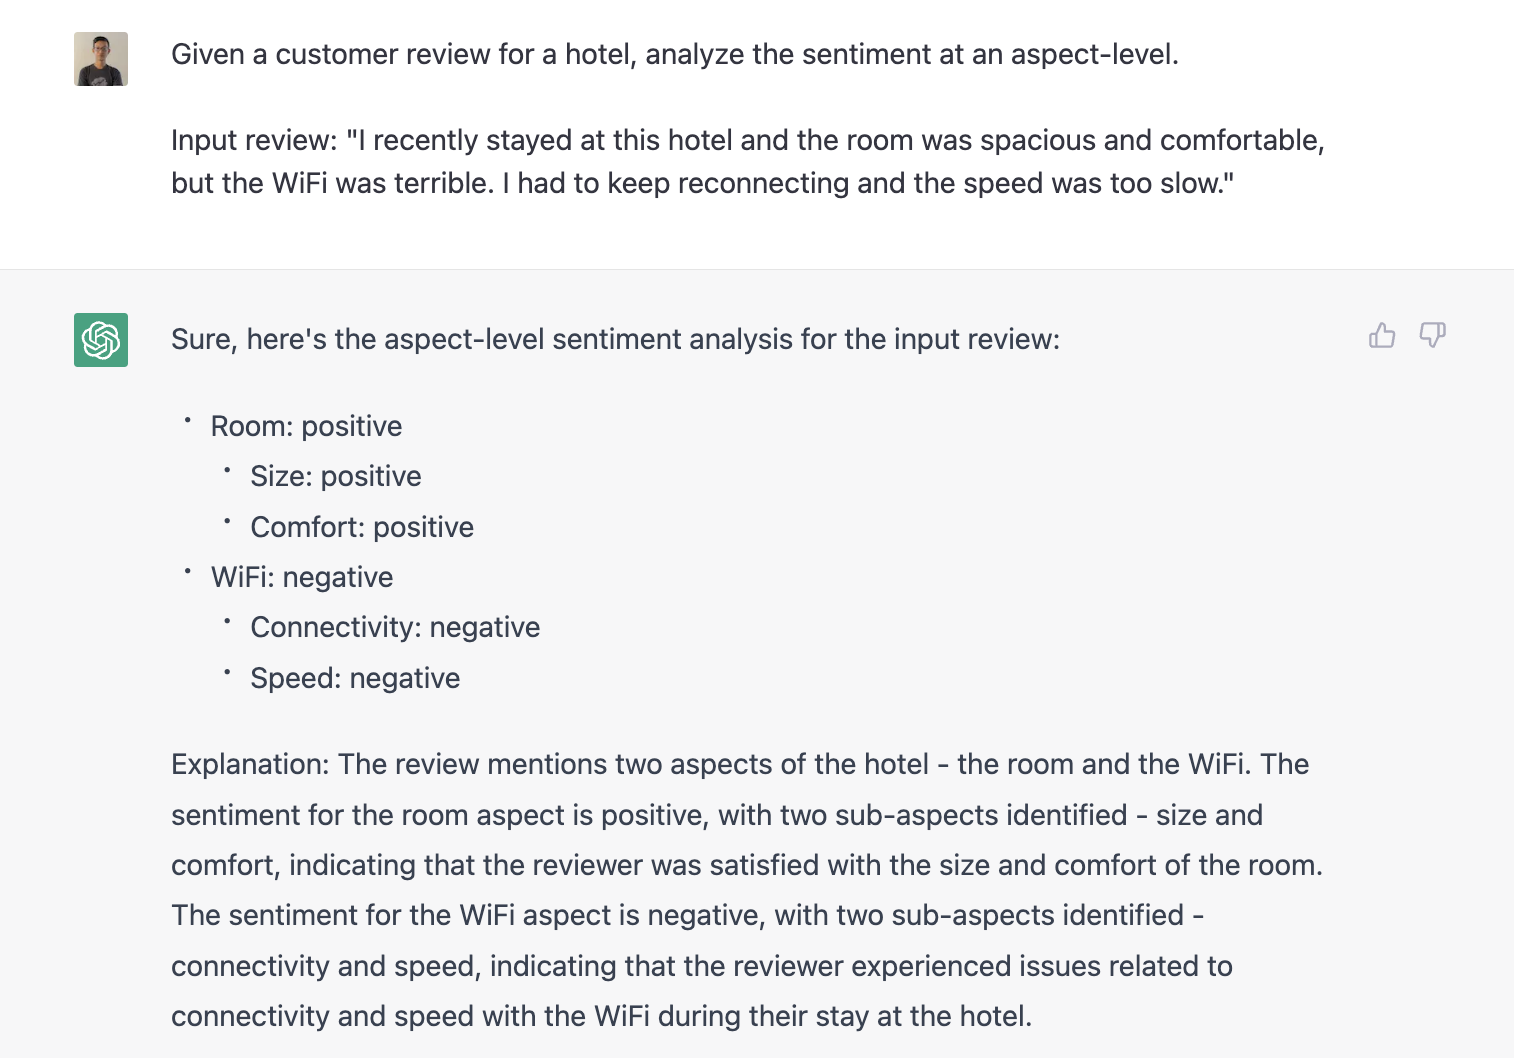 Given a customer review for a hotel, analyze the sentiment at an aspect-level.
Input review: "I recently stayed at this hotel and the room was spacious and comfortable,
but the WiFi was terrible. I had to keep reconnecting and the speed was too slow."
Sure, here's the aspect-level sentiment analysis for the input review:
• Room: positive
• Size: positive
• Comfort: positive
• WiFi: negative
• Connectivity: negative
• Speed: negative
Explanation: The review mentions two aspects of the hotel - the room and the WiFi. The
sentiment for the room aspect is positive, with two sub-aspects identified - size and
comfort, indicating that the reviewer was satisfied with the size and comfort of the room.
The sentiment for the WiFi aspect is negative, with two sub-aspects identified -
connectivity and speed, indicating that the reviewer experienced issues related to
connectivity and speed with the WiFi during their stay at the hotel.